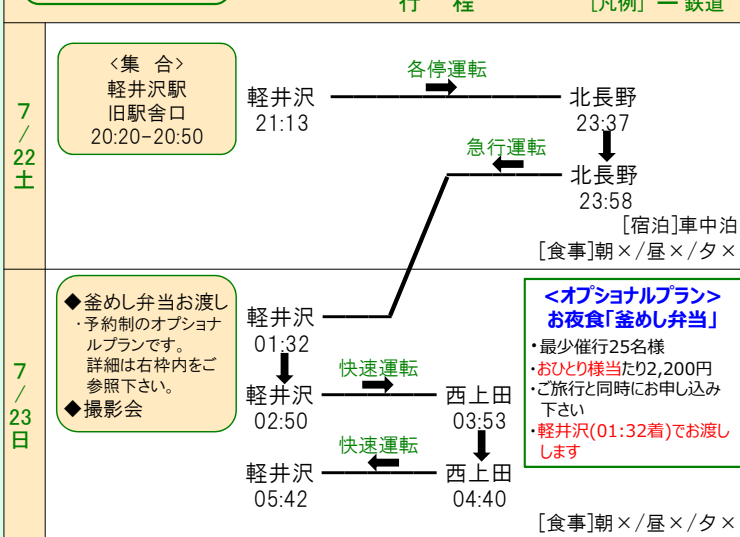 行 程
[凡例] ━ 鉄道
7
/
22
土
<集 合>
軽井沢駅
旧駅舎口
20:20-20:50
軽井沢
21:13
各停運転
北長野
23:37
急行運転
北長野
23:58
[宿泊]車中泊
[食事]朝×/昼×/夕×
7
/
23
日
◆釜めし弁当お渡し
・予約制のオプショナ
ルプランです。
詳細は右枠内をご
参照下さい。
◆撮影会
軽井沢
01:32
軽井沢
02:50
快速運転
西上田
03:53
快速運転
軽井沢
05:42
西上田
04:40
<オプショナルプラン>
お夜食「釜めし弁当」
・最少催行25名様
・おひとり様当たり2,200円
・ご旅行と同時にお申し込み
下さい
・軽井沢(01:32着)でお渡し
します
[食事]朝×/昼×/夕×